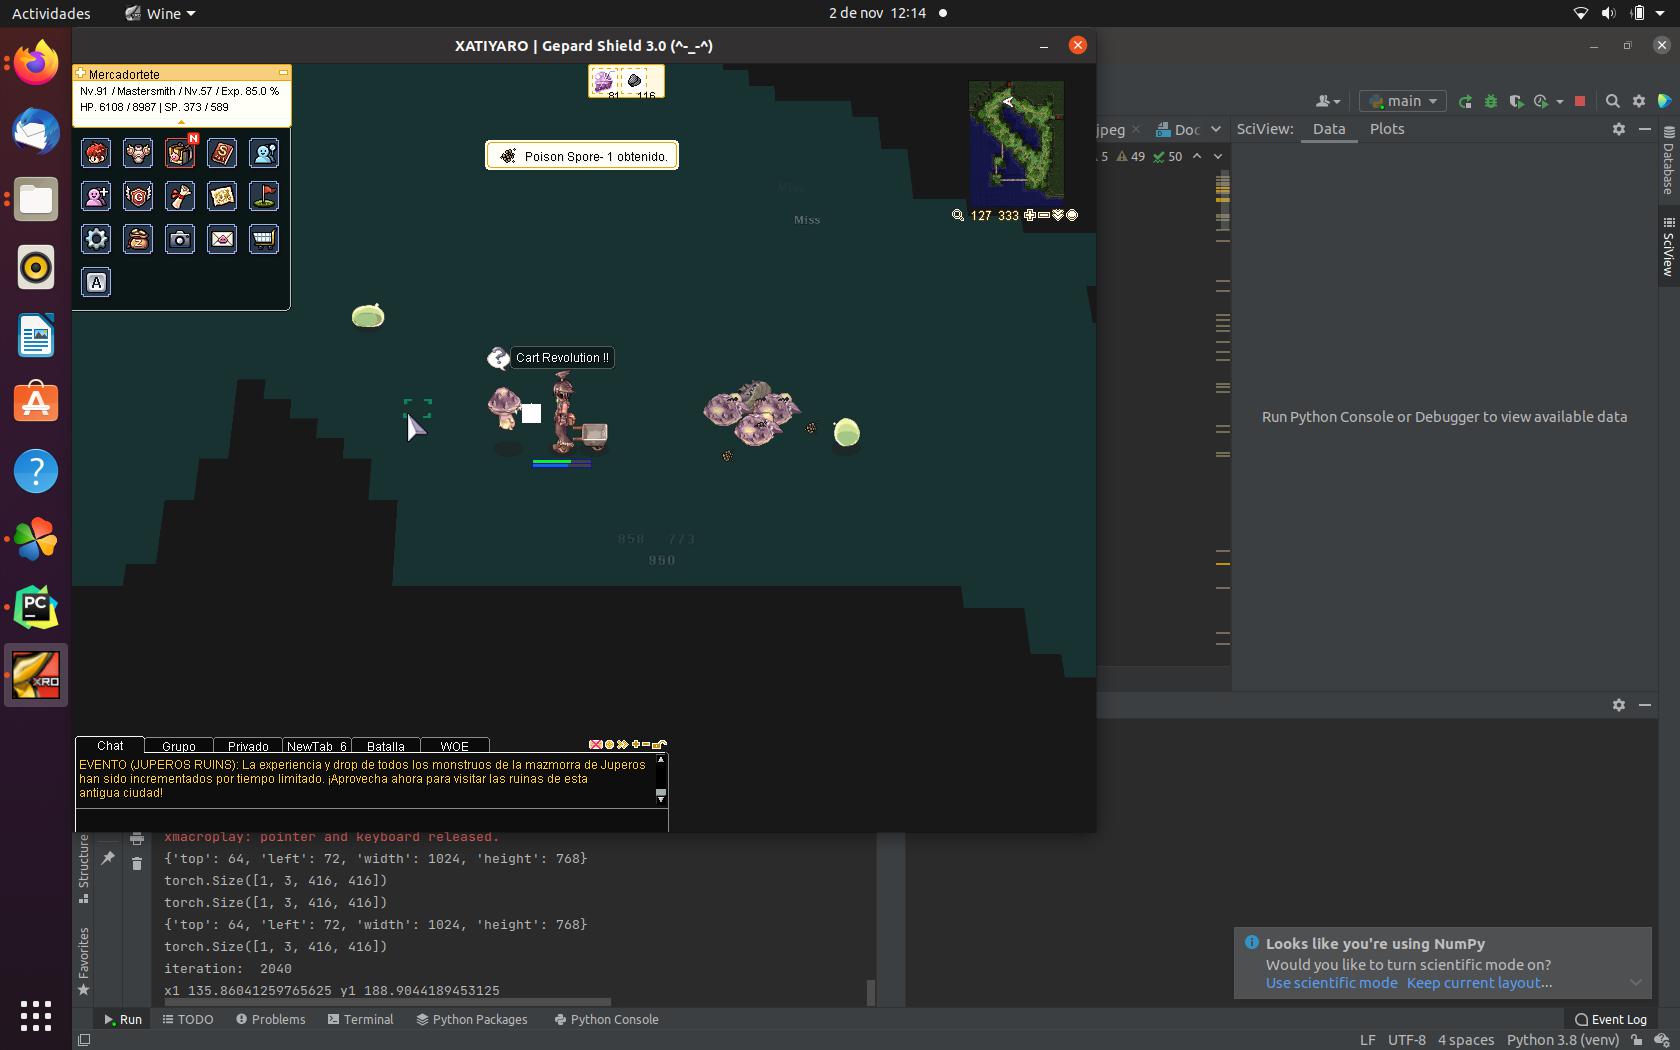 Actividades
Wine
2 de nov 12:14
XATIYARO | Gepard Shield 3.0 (^-_-^)
Mercadortete
Nv.91 / Mastersmith / Nv.57 / Exp. 85.0 %
HP. 6108 / 8987 | SP. 373 / 589
N
A
81 116
Poison Spore- 1 obtenido.
Miss
Miss
127 333
Cart Revolution !!
858 773
990
Chat
Grupo
Privado
NewTab 6
Batalla
WOE
EVENTO (JUPEROS RUINS): La experiencia y drop de todos los monstruos de la mazmorra de Juperos
han sido incrementados por tiempo limitado. ¡Aprovecha ahora para visitar las ruinas de esta
antigua ciudad!
main
jpeg
Doc
SciView:
Data
Plots
5 49 50
Database
SciView
Run Python Console or Debugger to view available data
PC
XRO
Structure
Favorites
xmacroplay: pointer and keyboard released.
{'top': 64, 'left': 72, 'width': 1024, 'height': 768}
torch.Size([1, 3, 416, 416])
torch.Size([1, 3, 416, 416])
{'top': 64, 'left': 72, 'width': 1024, 'height': 768}
torch.Size([1, 3, 416, 416])
iteration:  2040
x1 135.86041259765625 y1 188.9044189453125
Looks like you're using NumPy
Would you like to turn scientific mode on?
Use scientific mode Keep current layout...
Run
TODO
Problems
Terminal
Python Packages
Python Console
Event Log
LF UTF-8 4 spaces Python 3.8 (venv)